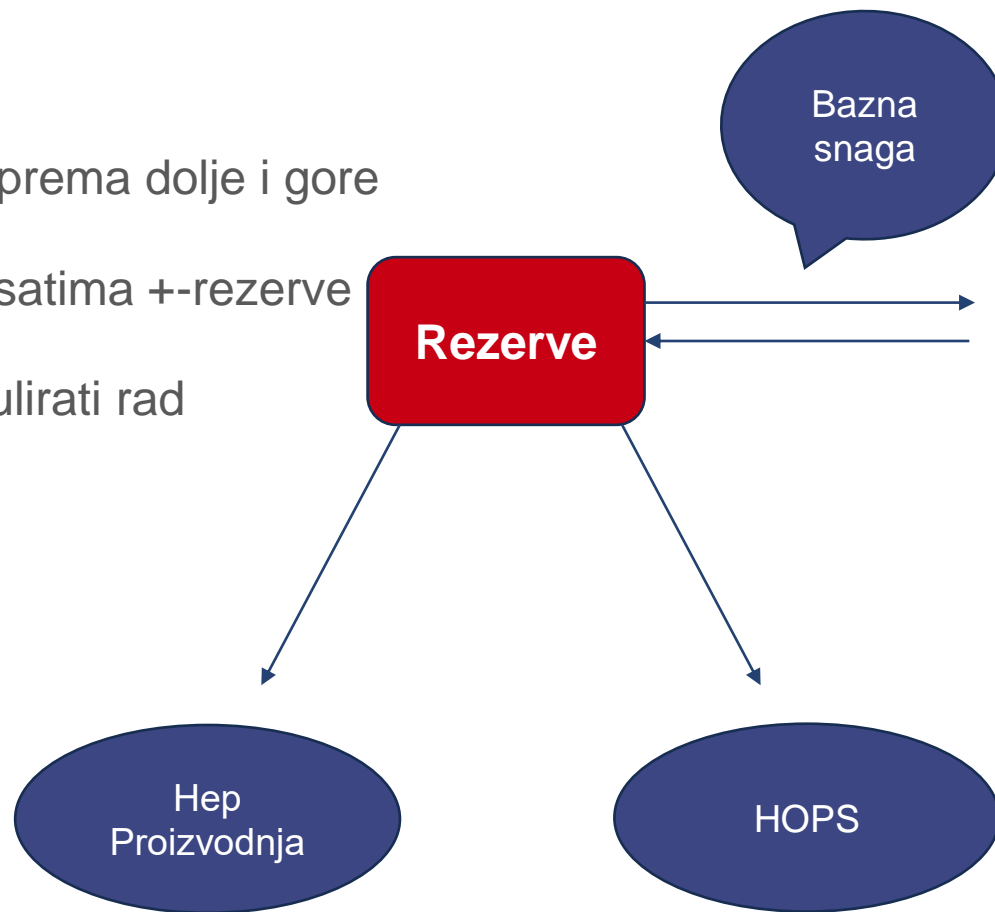 Bazna
snaga
prema dolje i gore
satima +-rezerve
Rezerve
ulirati rad
Hep
Proizvodnja
HOPS